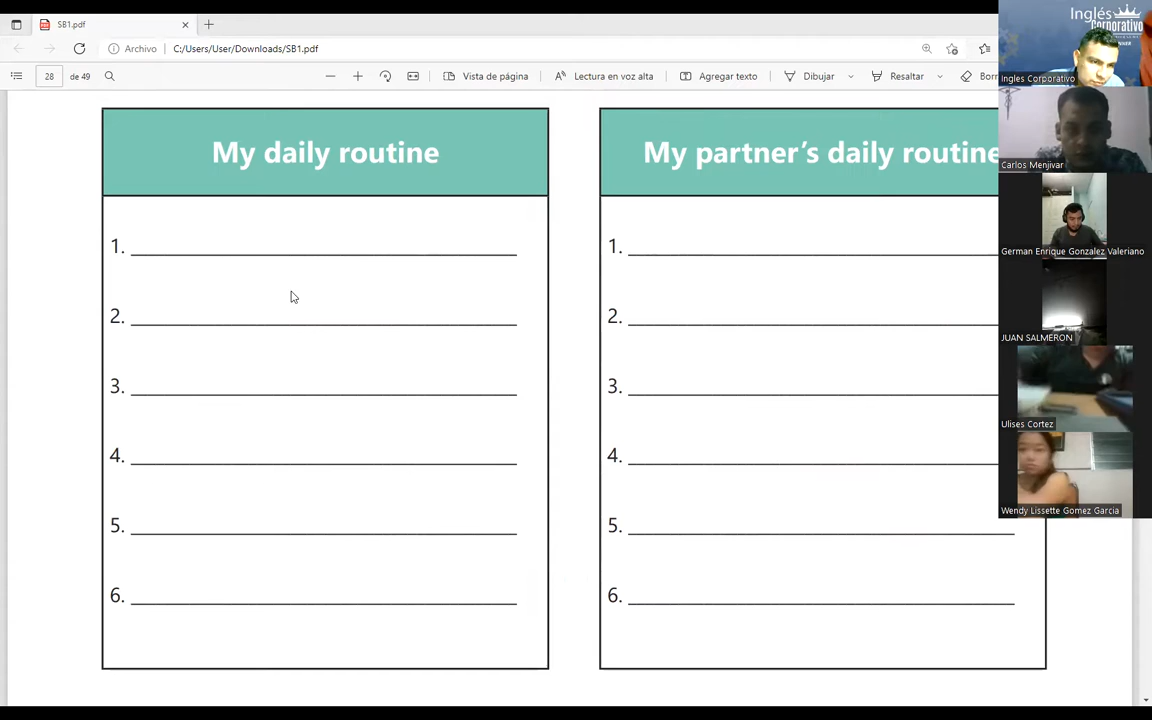 SB1.pdf
Archivo C:/Users/User/Downloads/SB1.pdf
28 de 49 Vista de página Lectura en voz alta Agregar texto Dibujar Resaltar Borr
My daily routine
1.
2.
3.
4.
5.
6.
My partner's daily routine
1.
2.
3.
4.
5.
6.
Inglés
Corporativo
Ingles Corporativo
Carlos Menjivar
German Enrique Gonzalez Valeriano
JUAN SALMERON
Ulises Cortez
Wendy Lissette Gomez Garcia